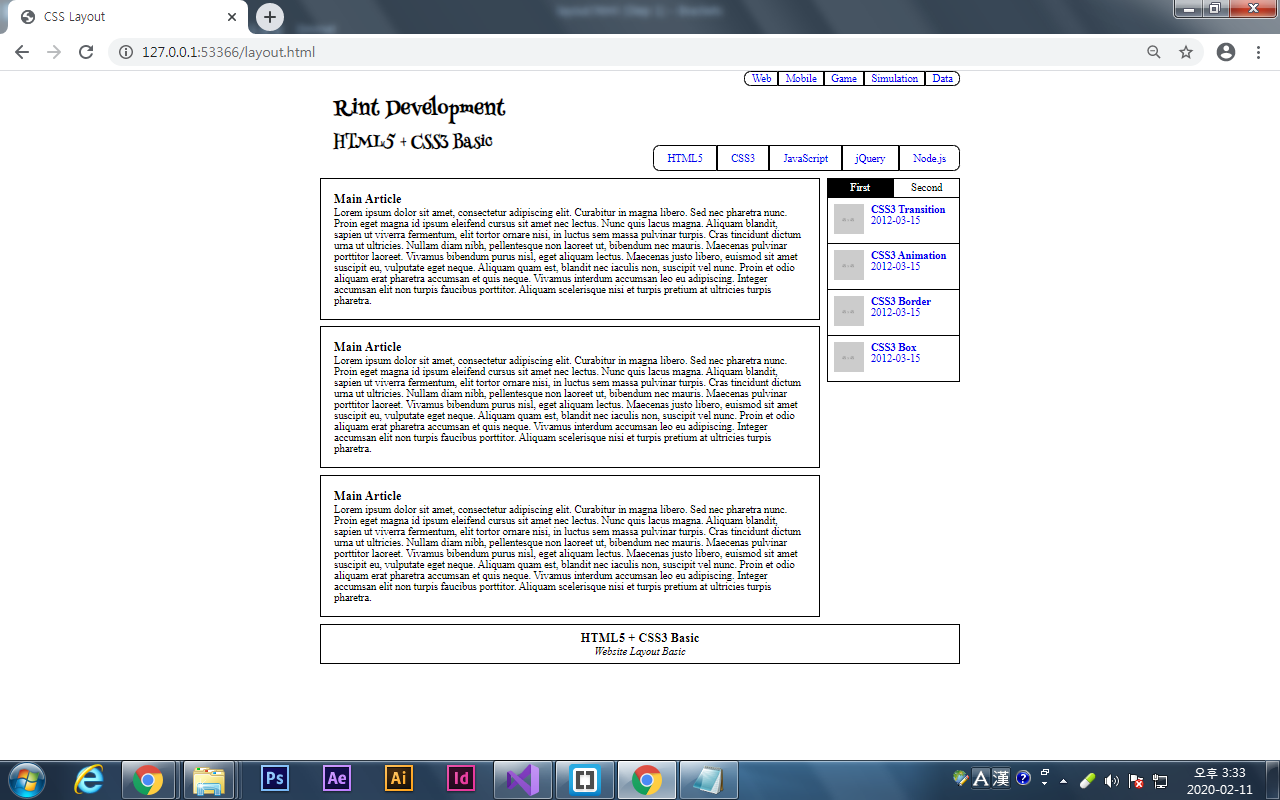 CSS Layout
127.0.0.1:53366/layout.html
Web Mobile Game Simulation Data
Rint Development
HTML5 + CSS3 Basic
HTML5 CSS3 JavaScript jQuery Node.js
Main Article
Lorem ipsum dolor sit amet, consectetur adipiscing elit. Curabitur in magna libero. Sed nec pharetra nunc.
Proin eget magna id ipsum eleifend cursus sit amet nec lectus. Nunc quis lacus magna. Aliquam blandit,
sapien ut viverra fermentum, elit tortor ornare nisi, in luctus sem massa pulvinar turpis. Cras tincidunt dictum
urna ut ultricies. Nullam diam nibh, pellentesque non laoreet ut, bibendum nec mauris. Maecenas pulvinar
porttitor laoreet. Vivamus bibendum purus nisl, eget aliquam lectus. Maecenas justo libero, euismod sit amet
suscipit eu, vulputate eget neque. Aliquam quam est, blandit nec iaculis non, suscipit vel nunc. Proin et odio
aliquam erat pharetra accumsan et quis neque. Vivamus interdum accumsan leo eu adipiscing. Integer
accumsan elit non turpis faucibus porttitor. Aliquam scelerisque nisi et turpis pretium at ultricies turpis
pharetra.
Main Article
Lorem ipsum dolor sit amet, consectetur adipiscing elit. Curabitur in magna libero. Sed nec pharetra nunc.
Proin eget magna id ipsum eleifend cursus sit amet nec lectus. Nunc quis lacus magna. Aliquam blandit,
sapien ut viverra fermentum, elit tortor ornare nisi, in luctus sem massa pulvinar turpis. Cras tincidunt dictum
urna ut ultricies. Nullam diam nibh, pellentesque non laoreet ut, bibendum nec mauris. Maecenas pulvinar
porttitor laoreet. Vivamus bibendum purus nisl, eget aliquam lectus. Maecenas justo libero, euismod sit amet
suscipit eu, vulputate eget neque. Aliquam quam est, blandit nec iaculis non, suscipit vel nunc. Proin et odio
aliquam erat pharetra accumsan et quis neque. Vivamus interdum accumsan leo eu adipiscing. Integer
accumsan elit non turpis faucibus porttitor. Aliquam scelerisque nisi et turpis pretium at ultricies turpis
pharetra.
Main Article
Lorem ipsum dolor sit amet, consectetur adipiscing elit. Curabitur in magna libero. Sed nec pharetra nunc.
Proin eget magna id ipsum eleifend cursus sit amet nec lectus. Nunc quis lacus magna. Aliquam blandit,
sapien ut viverra fermentum, elit tortor ornare nisi, in luctus sem massa pulvinar turpis. Cras tincidunt dictum
urna ut ultricies. Nullam diam nibh, pellentesque non laoreet ut, bibendum nec mauris. Maecenas pulvinar
porttitor laoreet. Vivamus bibendum purus nisl, eget aliquam lectus. Maecenas justo libero, euismod sit amet
suscipit eu, vulputate eget neque. Aliquam quam est, blandit nec iaculis non, suscipit vel nunc. Proin et odio
aliquam erat pharetra accumsan et quis neque. Vivamus interdum accumsan leo eu adipiscing. Integer
accumsan elit non turpis faucibus porttitor. Aliquam scelerisque nisi et turpis pretium at ultricies turpis
pharetra.
First Second
CSS3 Transition
2012-03-15
CSS3 Animation
2012-03-15
CSS3 Border
2012-03-15
CSS3 Box
2012-03-15
HTML5 + CSS3 Basic
Website Layout Basic
Ps Ae Ai Id
A 漢
오후 3:33
2020-02-11